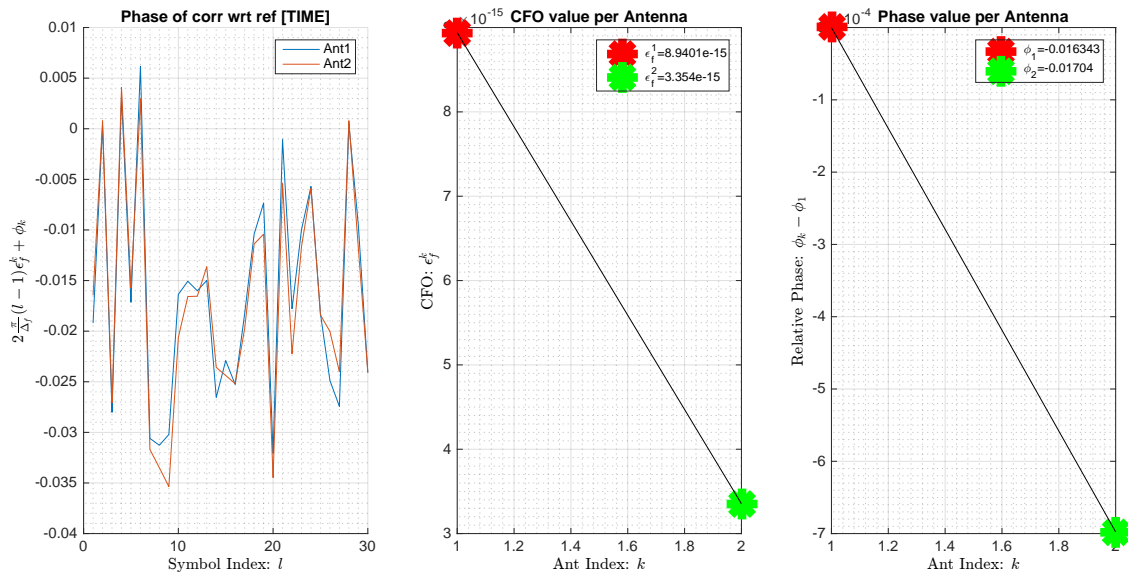 Phase of corr wrt ref [TIME]
0.01
0.005
0
-0.005
-0.01
-0.015
-0.02
-0.025
-0.03
-0.035
-0.04
0
10
20
30
Symbol Index: l
2 π/Δ_f (l − 1) ϵ_f^k + ϕ_k
Ant1
Ant2
CFO value per Antenna
×10^-15
9
8
7
6
5
4
3
1
1.2
1.4
1.6
1.8
2
Ant Index: k
CFO: ϵ_f^k
ϵ_f^1=8.9401e-15
ϵ_f^2=3.354e-15
Phase value per Antenna
×10^-4
0
-1
-2
-3
-4
-5
-6
-7
1
1.2
1.4
1.6
1.8
2
Ant Index: k
Relative Phase: ϕ_k − ϕ_1
ϕ_1=-0.016343
ϕ_2=-0.01704